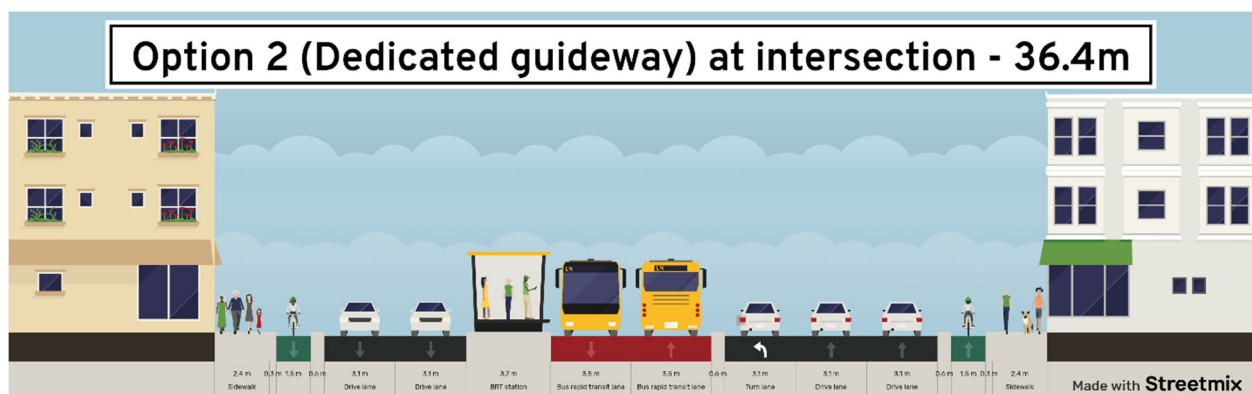 Option 2 (Dedicated guideway) at intersection - 36.4m
L4 L4
2.4 m 0.3 m 1.5 m 0.6 m 3.1 m 3.1 m 3.7 m 3.5 m 3.5 m 0.6 m 3.1 m 3.1 m 3.1 m 0.6 m 1.5 m 0.3 m 2.4 m
Sidewalk Drive lane Drive lane BRT station Bus rapid transit lane Bus rapid transit lane Turn lane Drive lane Drive lane Sidewalk
Made with Streetmix